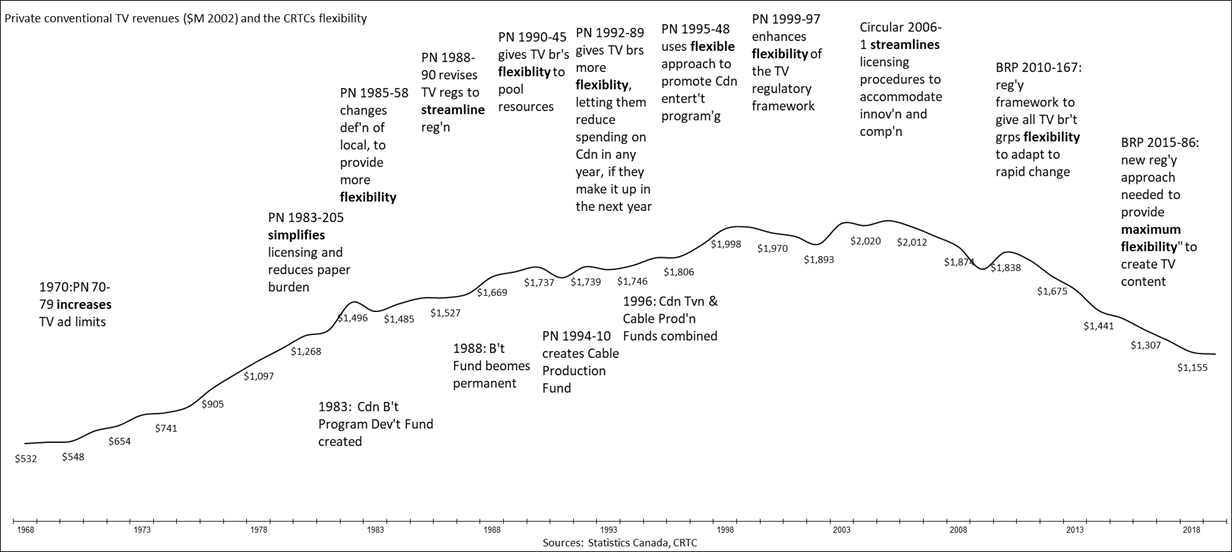 Private conventional TV revenues ($M 2002) and the CRTCs flexibility
1970:PN 70-
79 increases
TV ad limits
PN 1983-205
simplifies
licensing and
reduces paper
burden
PN 1985-58
changes
def'n of
local, to
provide
more
flexibility
PN 1988-
90 revises
TV regs to
streamline
reg'n
PN 1990-45
gives TV br's
flexiblity to
pool
resources
PN 1992-89
gives TV brs
more
flexiblity,
letting them
reduce
spending on
Cdn in any
year, if they
make it up in
the next year
PN 1995-48
uses flexible
approach to
promote Cdn
entert't
program'g
PN 1999-97
enhances
flexibility of
the TV
regulatory
framework
Circular 2006-
1 streamlines
licensing
procedures to
accommodate
innov'n and
comp'n
BRP 2010-167:
reg'y
framework to
give all TV br't
grps flexibility
to adapt to
rapid change
BRP 2015-86:
new reg'y
approach
needed to
provide
maximum
flexibility" to
create TV
content
$532
$548
$654
$741
$905
$1,097
$1,268
$1,496
$1,485
$1,527
$1,669
$1,737
$1,739
$1,746
$1,806
$1,998
$1,970
$1,893
$2,020
$2,012
$1,874
$1,838
$1,675
$1,441
$1,307
$1,155
1983:  Cdn B't
Program Dev't Fund
created
1988: B't
Fund beomes
permanent
PN 1994-10
creates Cable
Production
Fund
1996: Cdn Tvn &
Cable Prod'n
Funds combined
1968
1973
1978
1983
1988
1993
1998
2003
2008
2013
2018
Sources:  Statistics Canada, CRTC